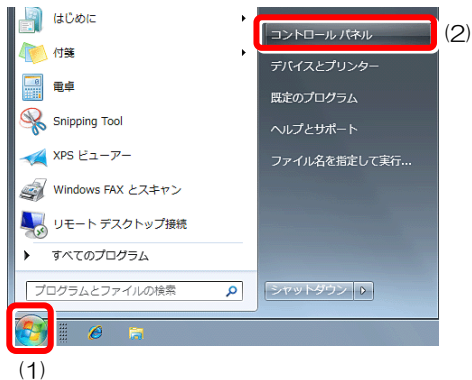 はじめに
付箋
電卓
Snipping Tool
XPS ビューアー
Windows FAX とスキャン
リモート デスクトップ接続
すべてのプログラム
プログラムとファイルの検索
コントロール パネル
(2)
デバイスとプリンター
既定のプログラム
ヘルプとサポート
ファイル名を指定して実行...
シャットダウン
(1)